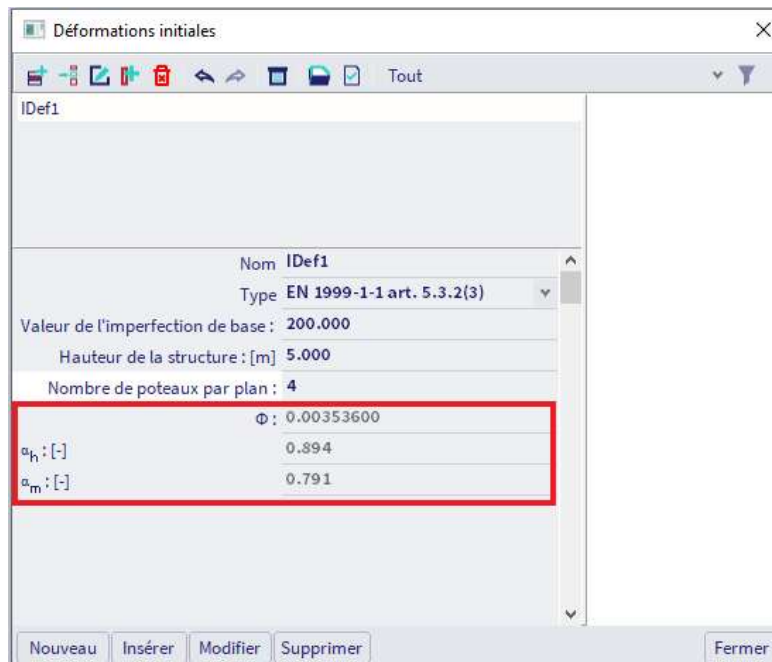 Déformations initiales
Tout
IDef1
Nom IDef1
Type EN 1999-1-1 art. 5.3.2(3)
Valeur de l'imperfection de base : 200.000
Hauteur de la structure : [m] 5.000
Nombre de poteaux par plan : 4
Φ : 0.00353600
αh : [-] 0.894
αm : [-] 0.791
Nouveau Insérer Modifier Supprimer Fermer